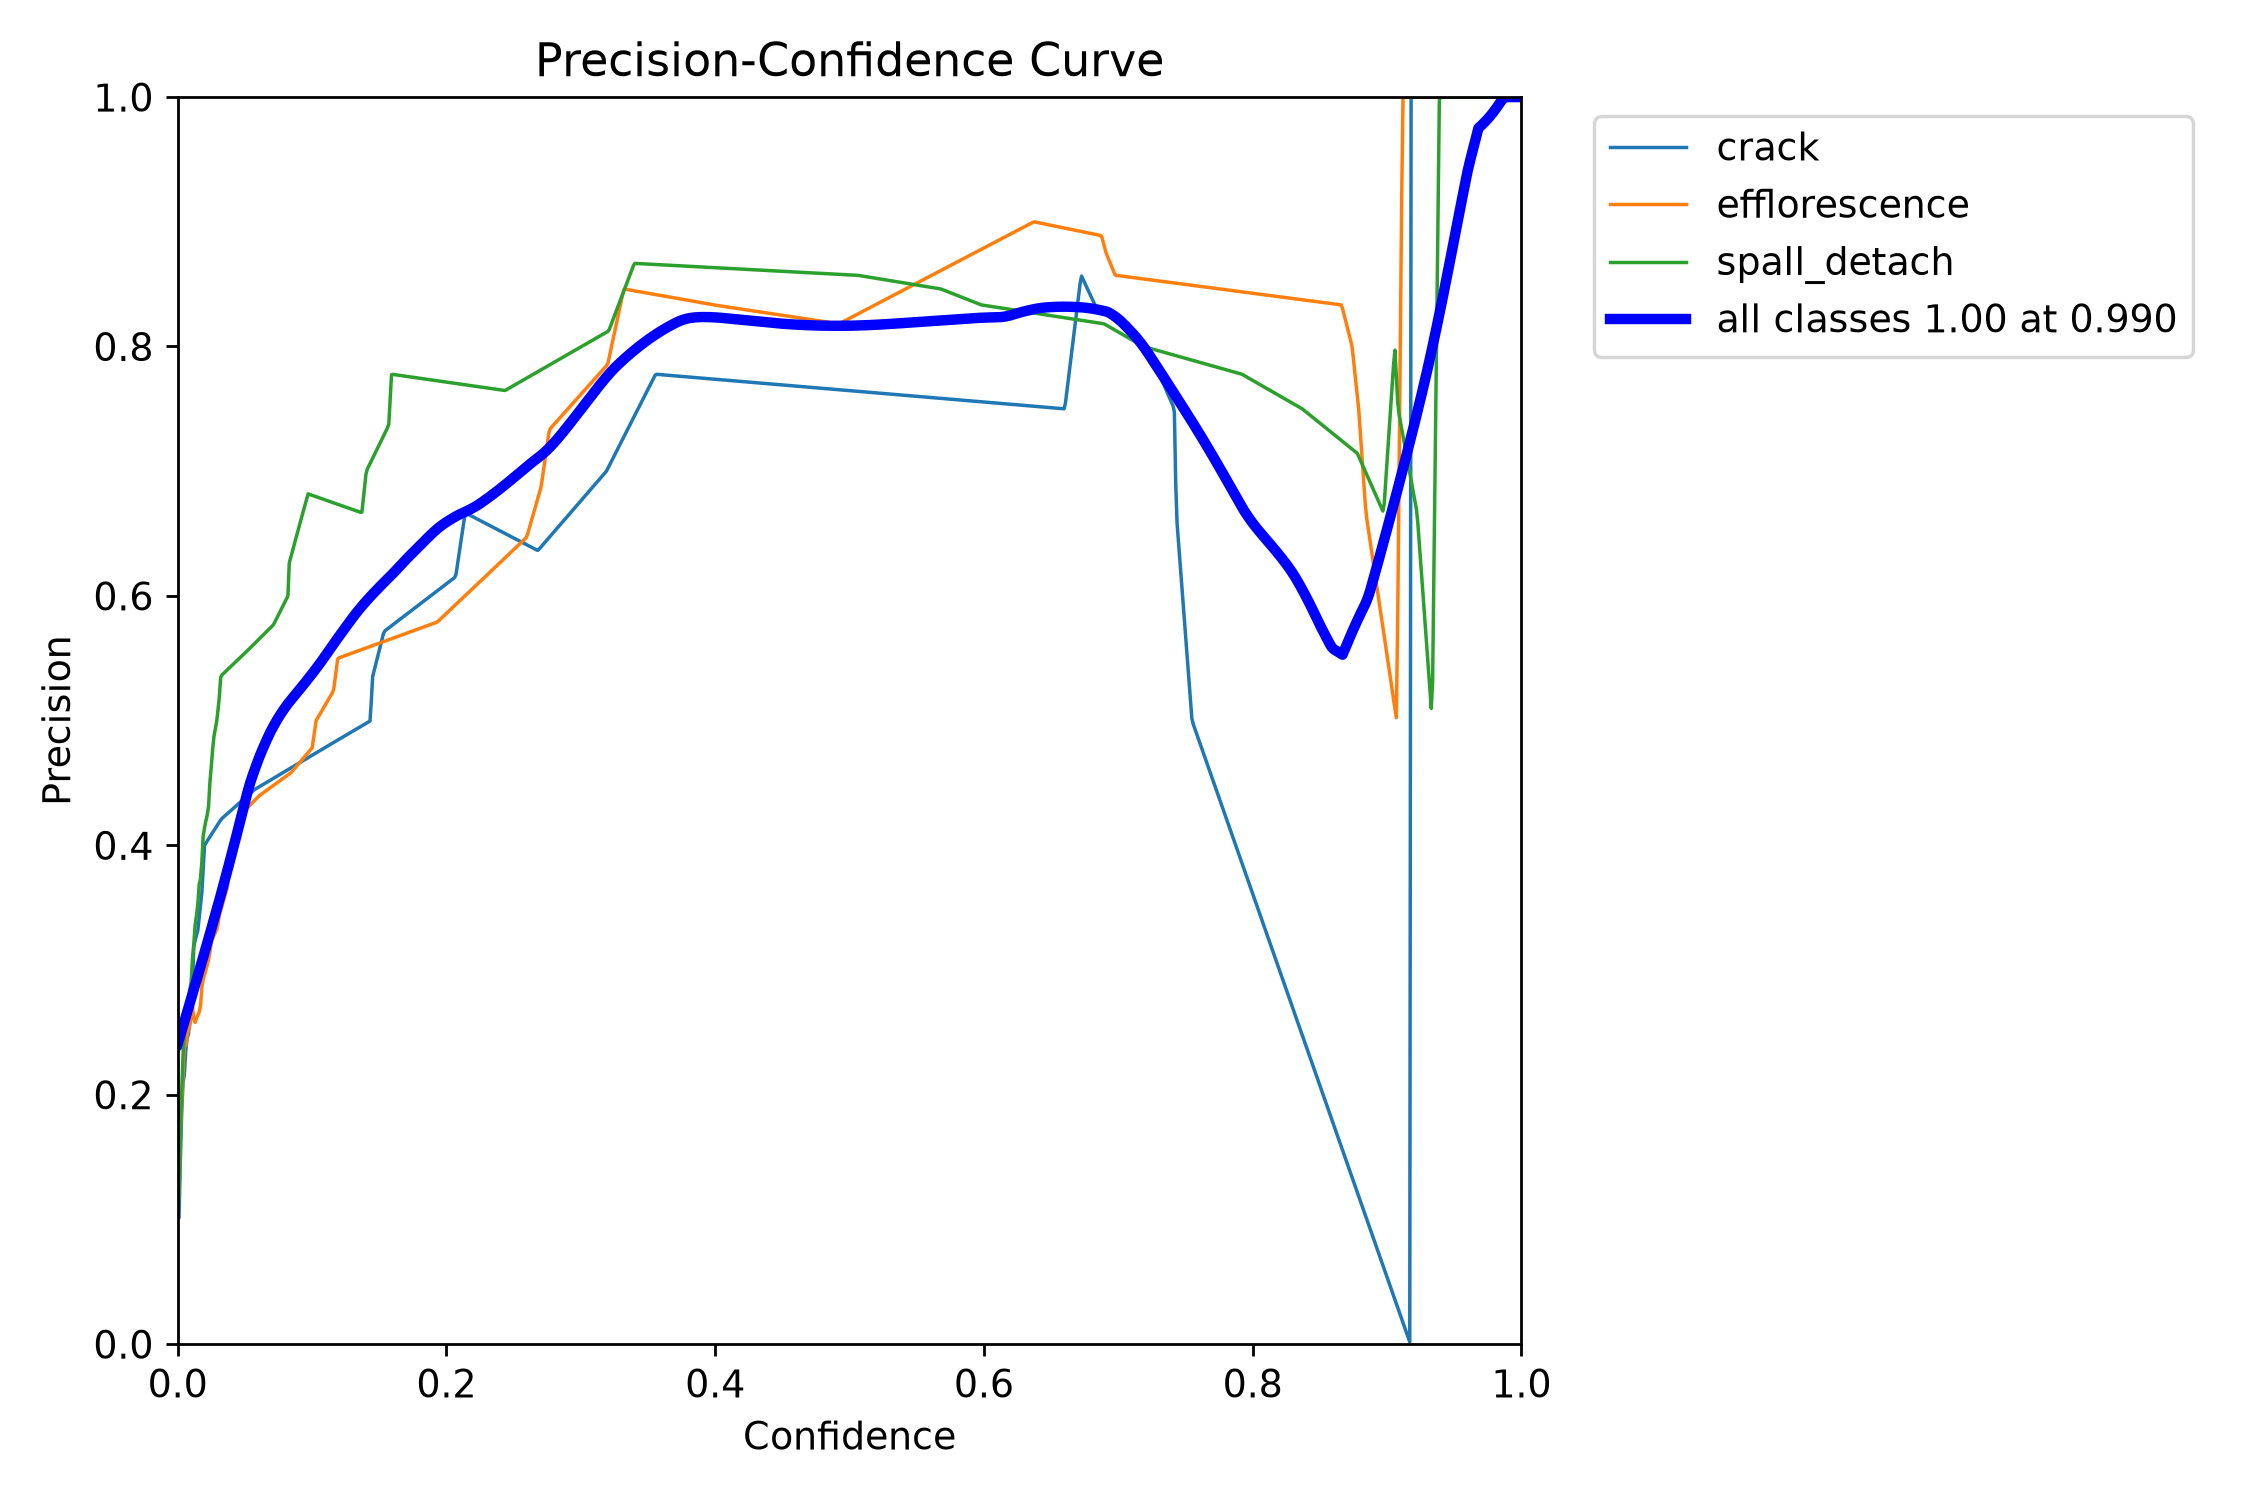 Precision-Confidence Curve
1.0
0.8
0.6
0.4
0.2
0.0
Precision
0.0 0.2 0.4 0.6 0.8 1.0
Confidence
crack
efflorescence
spall_detach
all classes 1.00 at 0.990